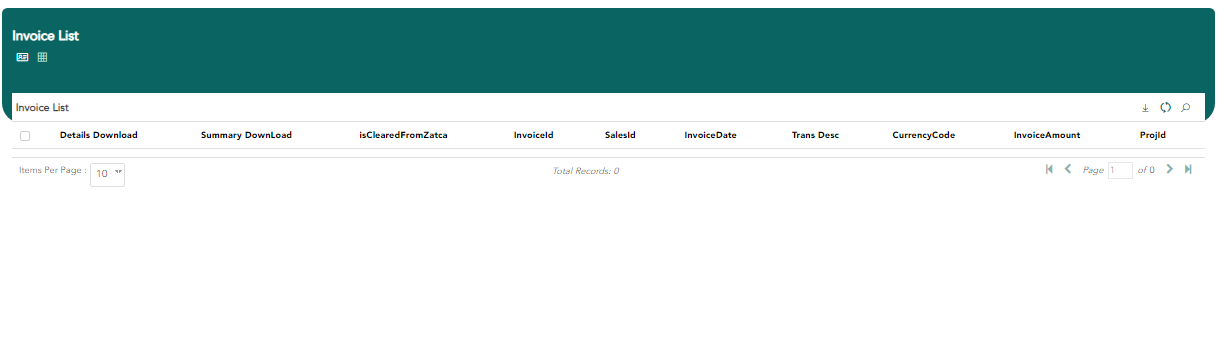 Invoice List
Invoice List
Details Download Summary DownLoad isClearedFromZatca InvoiceId SalesId InvoiceDate Trans Desc CurrencyCode InvoiceAmount ProjId
Items Per Page : 10 Total Records: 0 Page 1 of 0